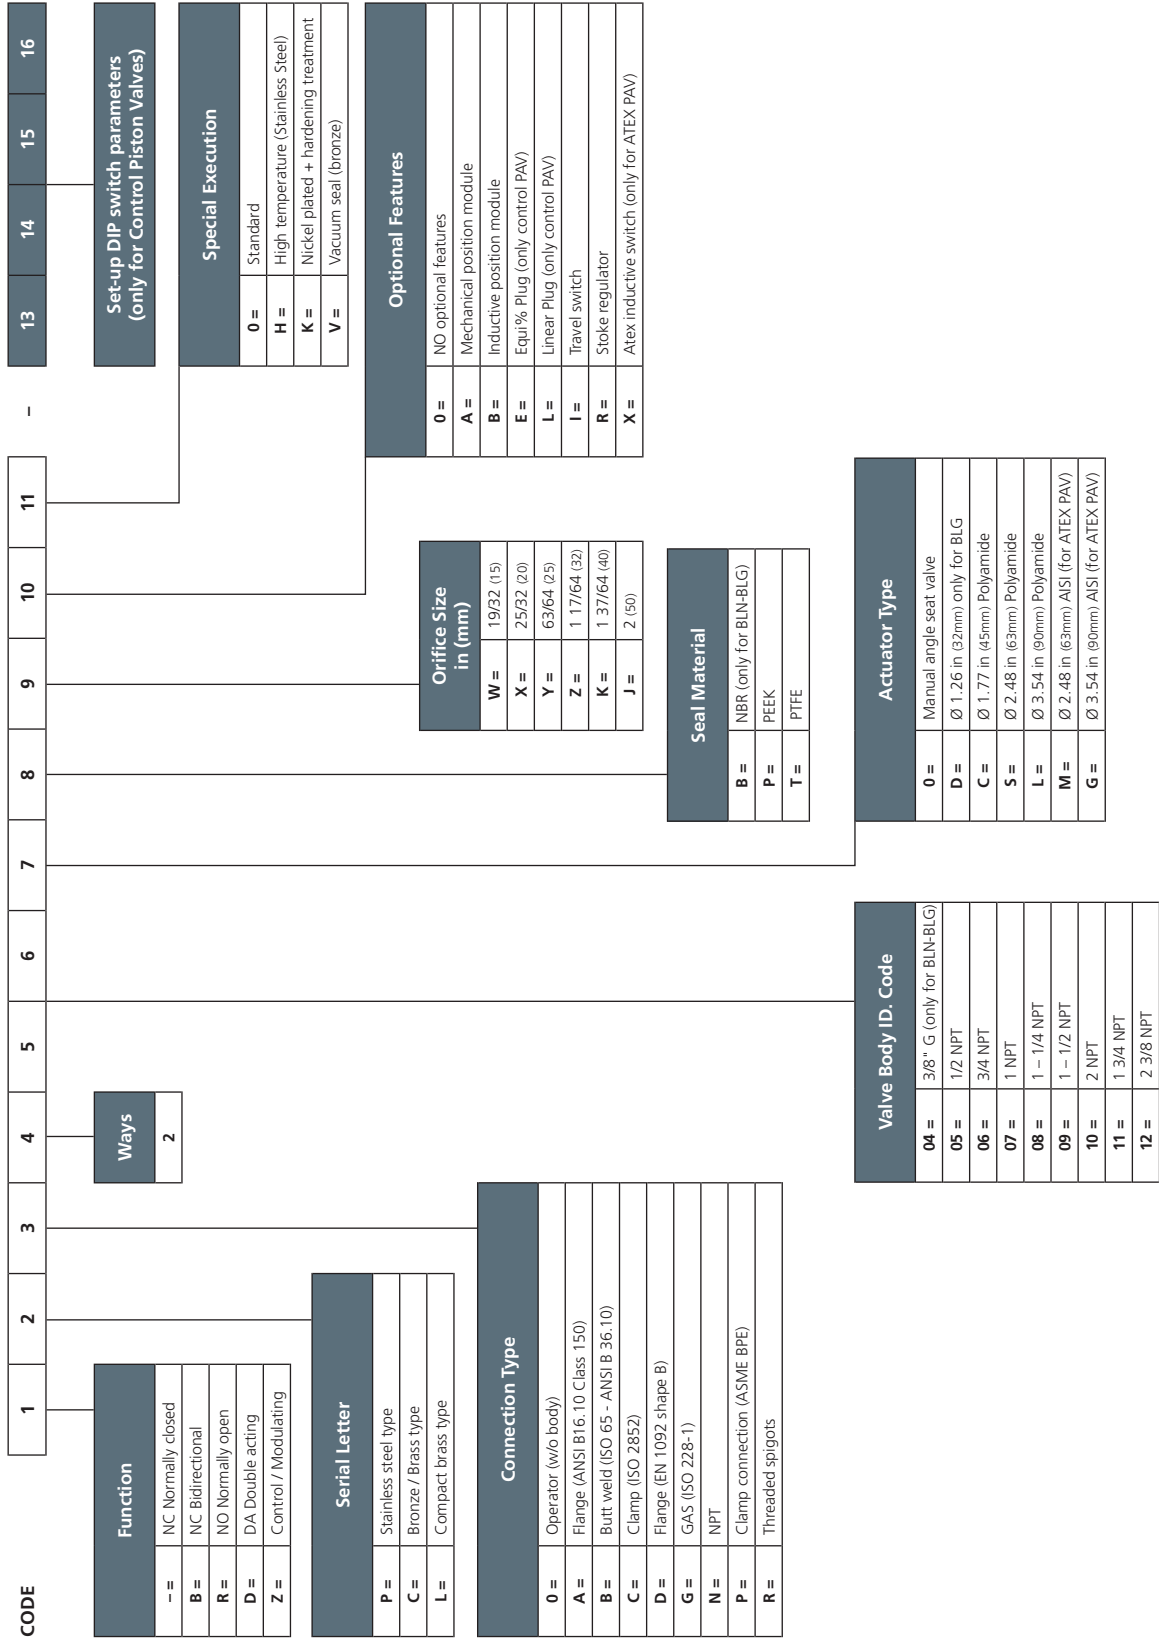 CODE 1 2 3 4 5 6 7 8 9 10 11 – 13 14 15 16
Function
– = NC Normally closed
B = NC Bidirectional
R = NO Normally open
D = DA Double acting
Z = Control / Modulating
Serial Letter
P = Stainless steel type
C = Bronze / Brass type
L = Compact brass type
Connection Type
0 = Operator (w/o body)
A = Flange (ANSI B16.10 Class 150)
B = Butt weld (ISO 65 - ANSI B 36.10)
C = Clamp (ISO 2852)
D = Flange (EN 1092 shape B)
G = GAS (ISO 228-1)
N = NPT
P = Clamp connection (ASME BPE)
R = Threaded spigots
Ways
2
Valve Body ID. Code
04 = 3/8" G (only for BLN-BLG)
05 = 1/2 NPT
06 = 3/4 NPT
07 = 1 NPT
08 = 1 – 1/4 NPT
09 = 1 – 1/2 NPT
10 = 2 NPT
11 = 1 3/4 NPT
12 = 2 3/8 NPT
Actuator Type
0 = Manual angle seat valve
D = Ø 1.26 in (32mm) only for BLG
C = Ø 1.77 in (45mm) Polyamide
S = Ø 2.48 in (63mm) Polyamide
L = Ø 3.54 in (90mm) Polyamide
M = Ø 2.48 in (63mm) AISI (for ATEX PAV)
G = Ø 3.54 in (90mm) AISI (for ATEX PAV)
Seal Material
B = NBR (only for BLN-BLG)
P = PEEK
T = PTFE
Orifice Size
in (mm)
W = 19/32 (15)
X = 25/32 (20)
Y = 63/64 (25)
Z = 1 17/64 (32)
K = 1 37/64 (40)
J = 2 (50)
Optional Features
0 = NO optional features
A = Mechanical position module
B = Inductive position module
E = Equi% Plug (only control PAV)
L = Linear Plug (only control PAV)
I = Travel switch
R = Stoke regulator
X = Atex inductive switch (only for ATEX PAV)
Special Execution
0 = Standard
H = High temperature (Stainless Steel)
K = Nickel plated + hardening treatment
V = Vacuum seal (bronze)
Set-up DIP switch parameters
(only for Control Piston Valves)